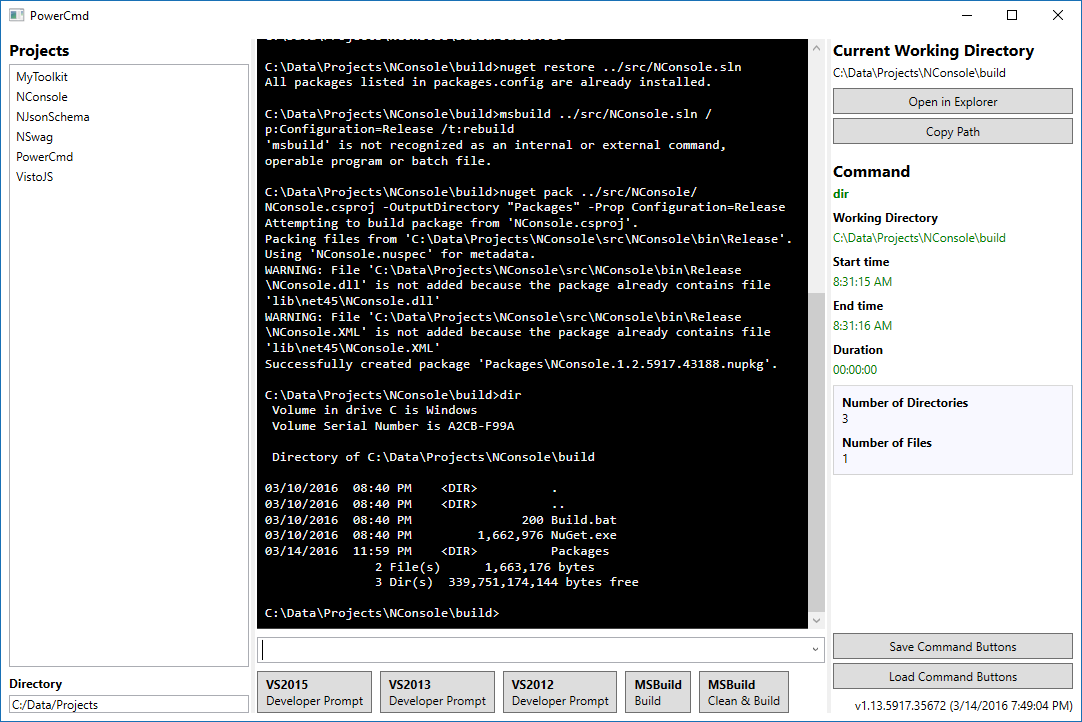 PowerCmd
Projects
MyToolkit
NConsole
NJsonSchema
NSwag
PowerCmd
VistoJS
Directory
C:/Data/Projects
C:\Data\Projects\NConsole\build>nuget restore ../src/NConsole.sln
All packages listed in packages.config are already installed.
C:\Data\Projects\NConsole\build>msbuild ../src/NConsole.sln /
p:Configuration=Release /t:rebuild
'msbuild' is not recognized as an internal or external command,
operable program or batch file.
C:\Data\Projects\NConsole\build>nuget pack ../src/NConsole/
NConsole.csproj -OutputDirectory "Packages" -Prop Configuration=Release
Attempting to build package from 'NConsole.csproj'.
Packing files from 'C:\Data\Projects\NConsole\src\NConsole\bin\Release'.
Using 'NConsole.nuspec' for metadata.
WARNING: File 'C:\Data\Projects\NConsole\src\NConsole\bin\Release
\NConsole.dll' is not added because the package already contains file
'lib\net45\NConsole.dll'
WARNING: File 'C:\Data\Projects\NConsole\src\NConsole\bin\Release
\NConsole.XML' is not added because the package already contains file
'lib\net45\NConsole.XML'
Successfully created package 'Packages\NConsole.1.2.5917.43188.nupkg'.
C:\Data\Projects\NConsole\build>dir
Volume in drive C is Windows
Volume Serial Number is A2CB-F99A
Directory of C:\Data\Projects\NConsole\build
03/10/2016  08:40 PM    <DIR>          .
03/10/2016  08:40 PM    <DIR>          ..
03/10/2016  08:40 PM               200 Build.bat
03/10/2016  08:40 PM         1,662,976 NuGet.exe
03/14/2016  11:59 PM    <DIR>          Packages
2 File(s)      1,663,176 bytes
3 Dir(s)  339,751,174,144 bytes free
C:\Data\Projects\NConsole\build>
VS2015
Developer Prompt
VS2013
Developer Prompt
VS2012
Developer Prompt
MSBuild
Build
MSBuild
Clean & Build
Current Working Directory
C:\Data\Projects\NConsole\build
Open in Explorer
Copy Path
Command
dir
Working Directory
C:\Data\Projects\NConsole\build
Start time
8:31:15 AM
End time
8:31:16 AM
Duration
00:00:00
Number of Directories
3
Number of Files
1
Save Command Buttons
Load Command Buttons
v1.13.5917.35672 (3/14/2016 7:49:04 PM)